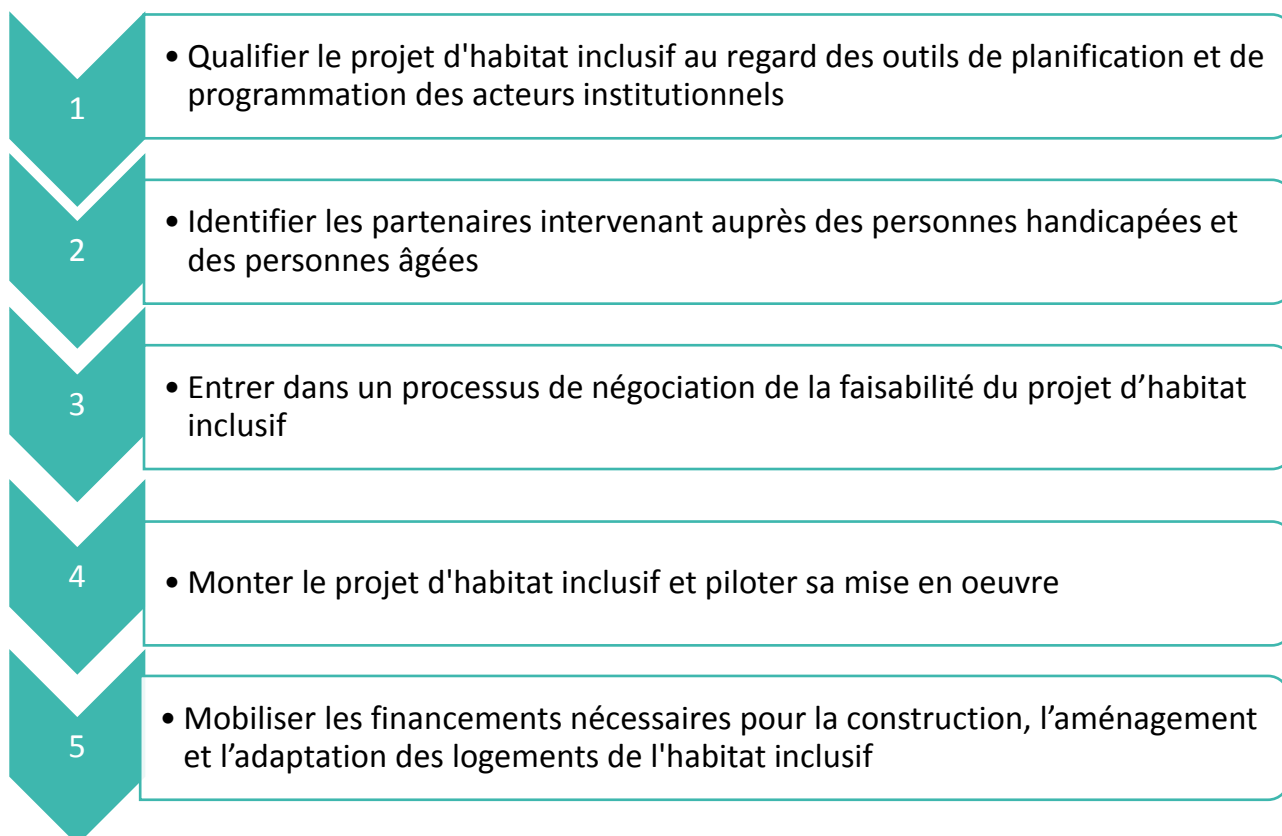 1
• Qualifier le projet d'habitat inclusif au regard des outils de planification et de
programmation des acteurs institutionnels
2
• Identifier les partenaires intervenant auprès des personnes handicapées et
des personnes âgées
3
• Entrer dans un processus de négociation de la faisabilité du projet d’habitat
inclusif
4
• Monter le projet d'habitat inclusif et piloter sa mise en oeuvre
5
• Mobiliser les financements nécessaires pour la construction, l’aménagement
et l’adaptation des logements de l'habitat inclusif